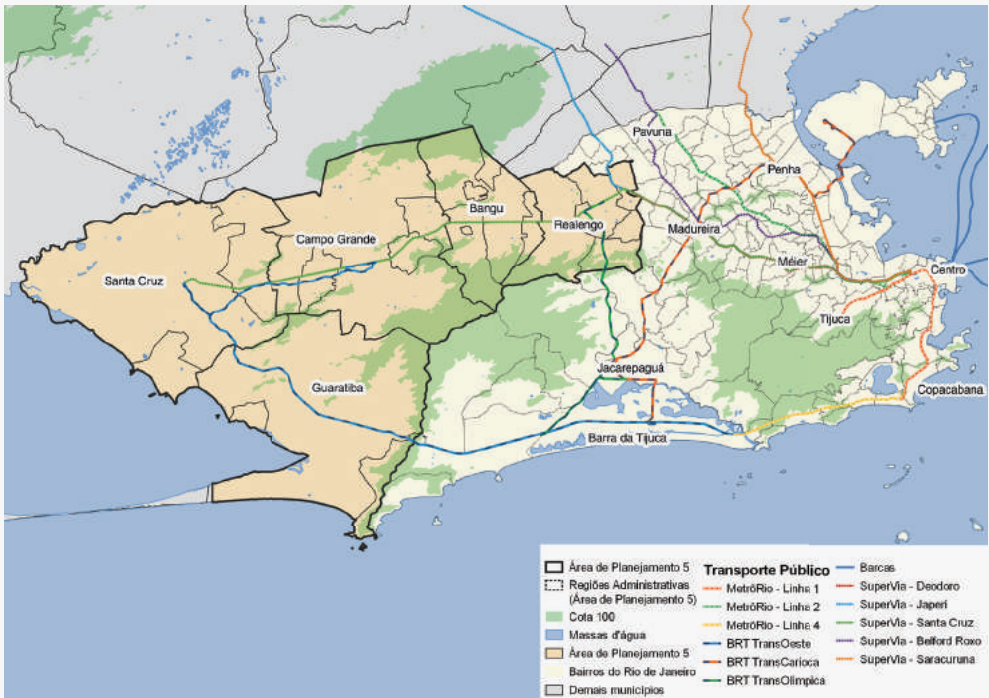 Pavuna
Penha
Bangu
Realengo
Madureira
Campo Grande
Méier
Centro
Santa Cruz
Tijuca
Jacarepaguá
Guaratiba
Copacabana
Barra da Tijuca
Área de Planejamento 5
Regiões Administrativas
(Área de Planejamento 5)
Cota 100
Massas d'água
Área de Planejamento 5
Bairros do Rio de Janeiro
Demais municípios
Transporte Público
MetrôRio - Linha 1
MetrôRio - Linha 2
MetrôRio - Linha 4
BRT TransOeste
BRT TransCarioca
BRT TransOlímpica
Barcas
SuperVia - Deodoro
SuperVia - Japeri
SuperVia - Santa Cruz
SuperVia - Belford Roxo
SuperVia - Saracuruna